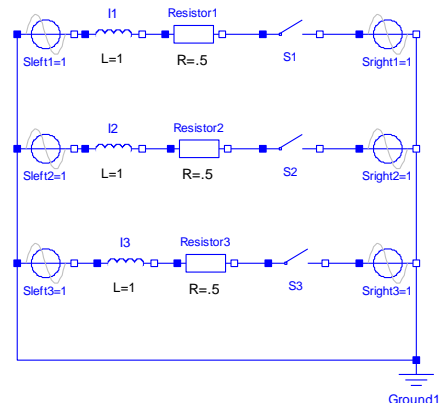 I1 Resistor1
Sleft1=1 L=1 R=.5 S1 Sright1=1
I2 Resistor2
Sleft2=1 L=1 R=.5 S2 Sright2=1
I3 Resistor3
Sleft3=1 L=1 R=.5 S3 Sright3=1
Ground1